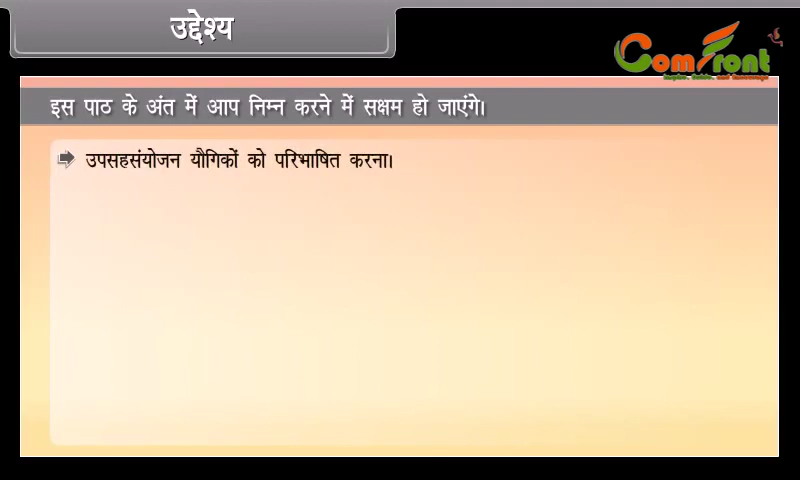 उद्देश्य
ComFront
इस पाठ के अंत में आप निम्न करने में सक्षम हो जाएंगे।
उपसहसंयोजन यौगिकों को परिभाषित करना।